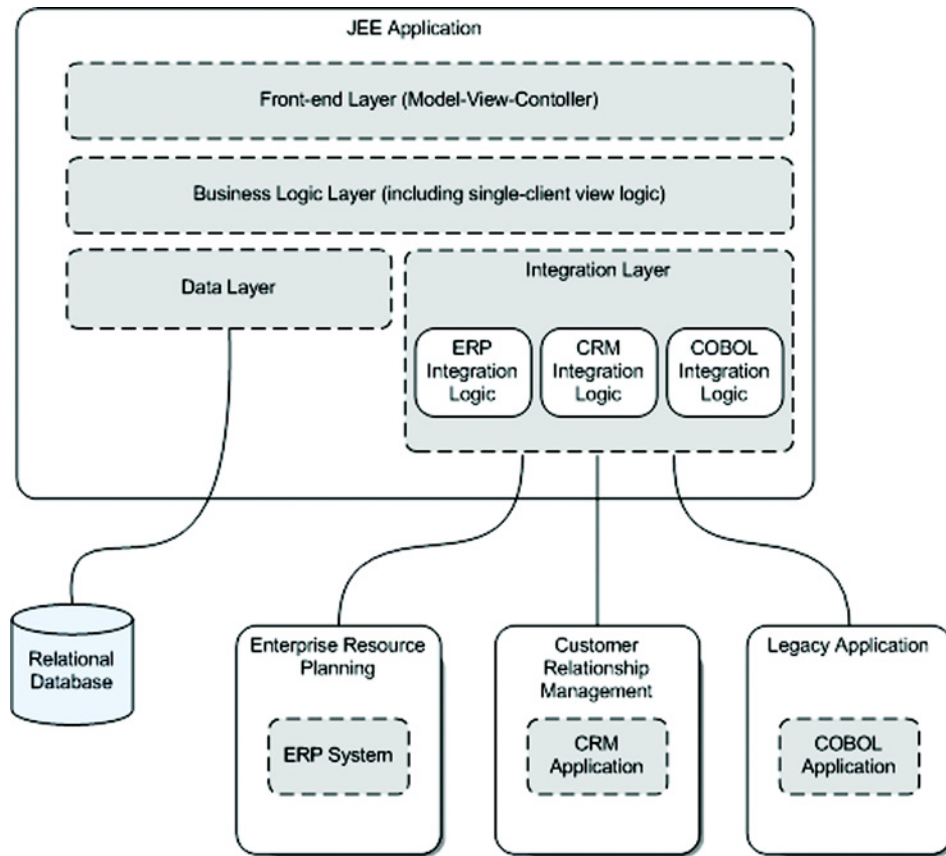 JEE Application
Front-end Layer (Model-View-Contoller)
Business Logic Layer (including single-client view logic)
Data Layer
Integration Layer
ERP
Integration
Logic
CRM
Integration
Logic
COBOL
Integration
Logic
Relational
Database
Enterprise Resource
Planning
ERP System
Customer
Relationship
Management
CRM
Application
Legacy Application
COBOL
Application